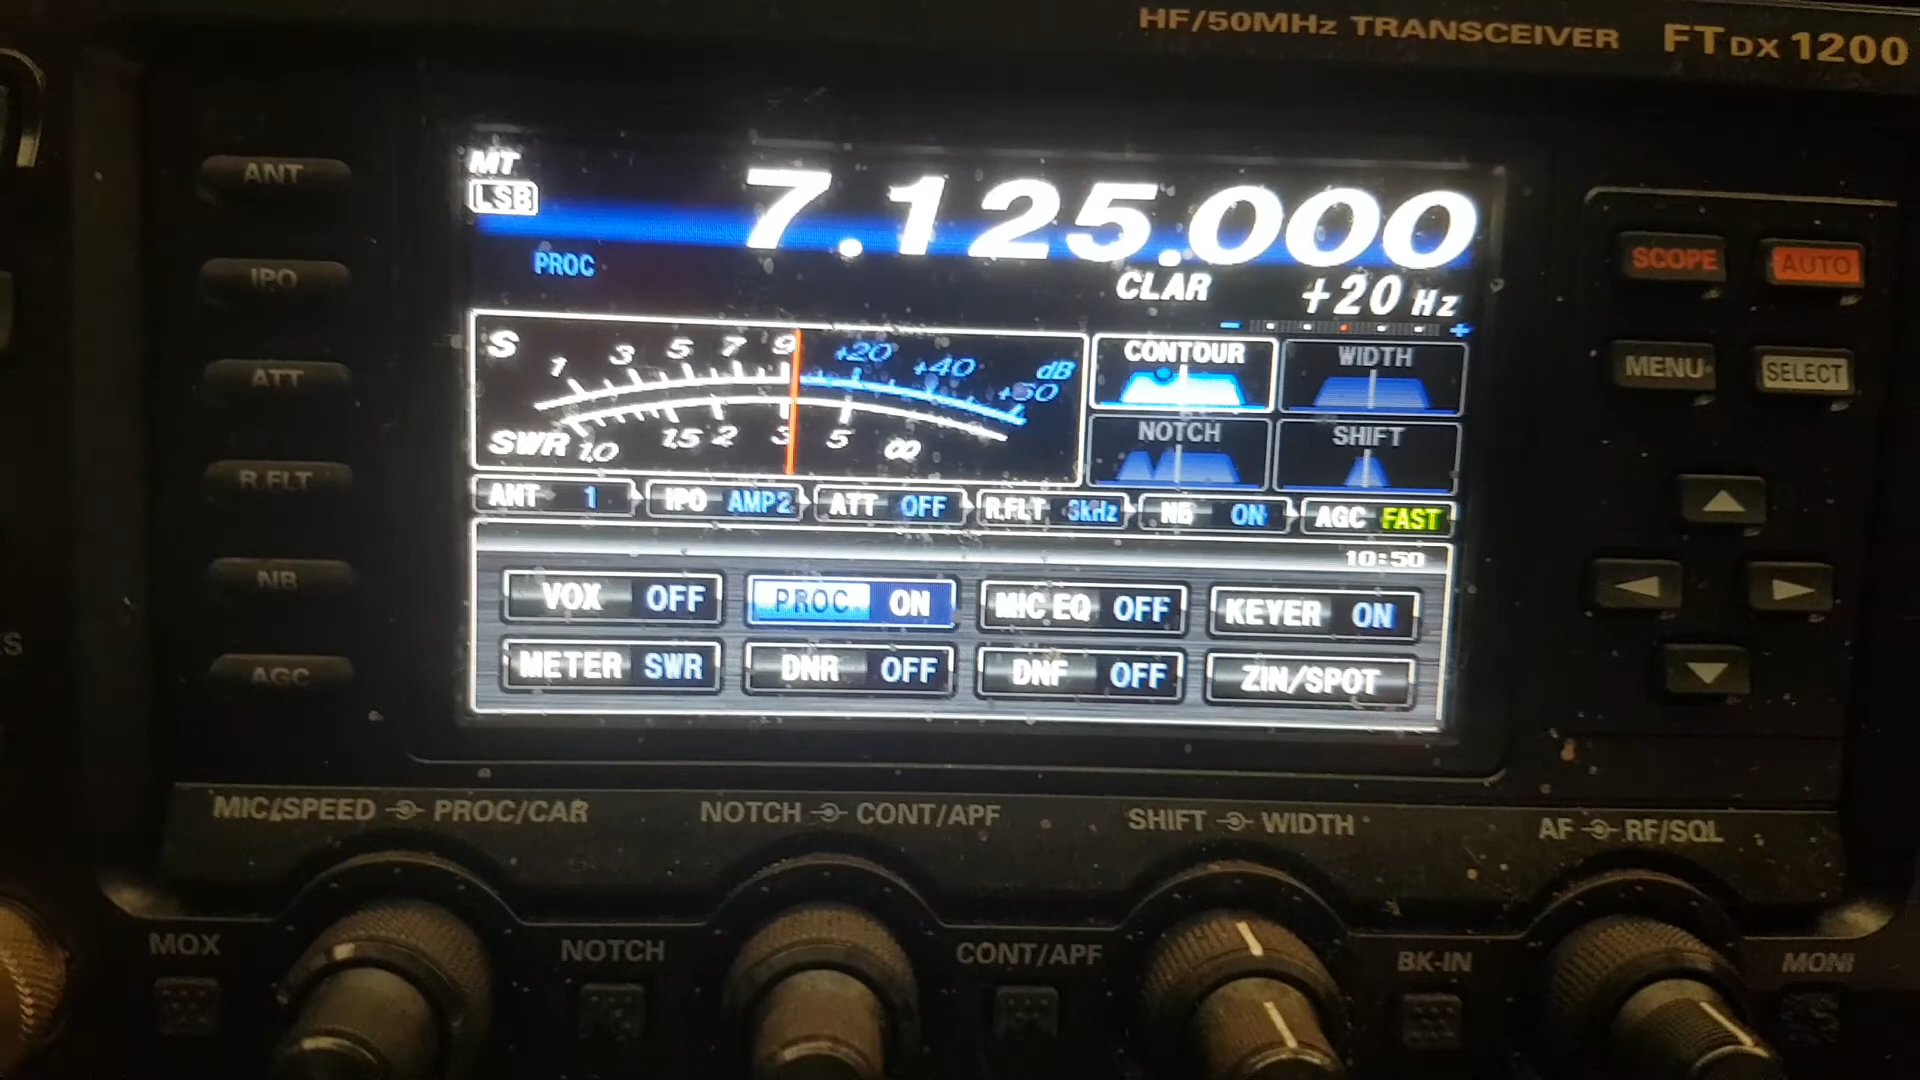 HF/50MHz TRANSCEIVER FT DX 1200
ANT
IPO
ATT
R.FLT
NB
AGC
MT
LSB
7.125.000
PROC
CLAR +20 Hz
- +
S 1 3 5 7 9 +20 +40 +60 dB
SWR 1.0 1.5 2 3 5 ∞
CONTOUR WIDTH
NOTCH SHIFT
ANT 1 IPO AMP2 ATT OFF R.FLT 3kHz NB ON AGC FAST
10:50
VOX OFF PROC ON MIC EQ OFF KEYER ON
METER SWR DNR OFF DNF OFF ZIN/SPOT
SCOPE AUTO
MENU SELECT
MIC/SPEED PROC/CAR NOTCH CONT/APF SHIFT WIDTH AF RF/SQL
MOX NOTCH CONT/APF BK-IN MONI